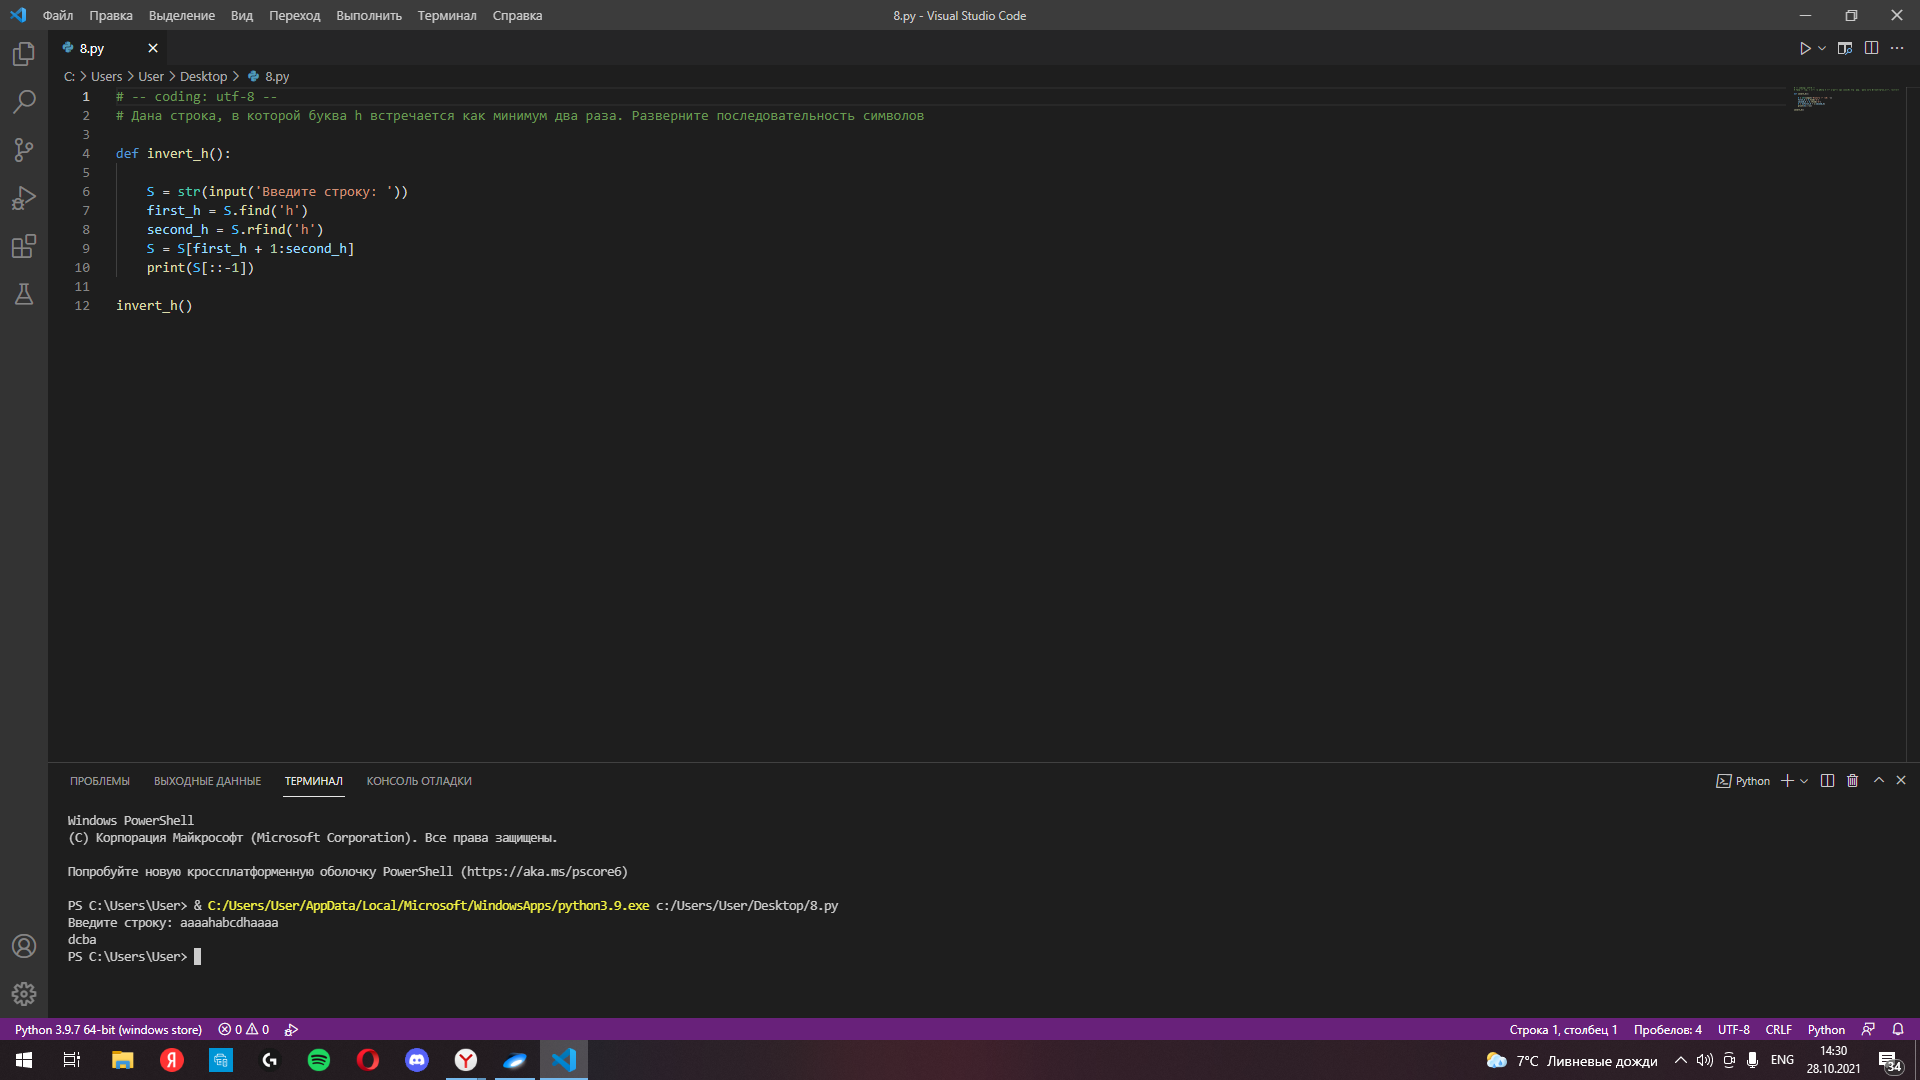 Файл Правка Выделение Вид Переход Выполнить Терминал Справка 8.py - Visual Studio Code
8.py
C: Users User Desktop 8.py
1 # -- coding: utf-8 --
2 # Дана строка, в которой буква h встречается как минимум два раза. Разверните последовательность символов
3
4 def invert_h():
5
6 S = str(input('Введите строку: '))
7 first_h = S.find('h')
8 second_h = S.rfind('h')
9 S = S[first_h + 1:second_h]
10 print(S[::-1])
11
12 invert_h()
ПРОБЛЕМЫ ВЫХОДНЫЕ ДАННЫЕ ТЕРМИНАЛ КОНСОЛЬ ОТЛАДКИ Python
Windows PowerShell
(C) Корпорация Майкрософт (Microsoft Corporation). Все права защищены.
Попробуйте новую кроссплатформенную оболочку PowerShell (https://aka.ms/pscore6)
PS C:\Users\User> & C:/Users/User/AppData/Local/Microsoft/WindowsApps/python3.9.exe c:/Users/User/Desktop/8.py
Введите строку: aaaahabcdhaaaa
dcba
PS C:\Users\User>
Python 3.9.7 64-bit (windows store) 0 0 Строка 1, столбец 1 Пробелов: 4 UTF-8 CRLF Python
7°C Ливневые дожди ENG 14:30
28.10.2021
34